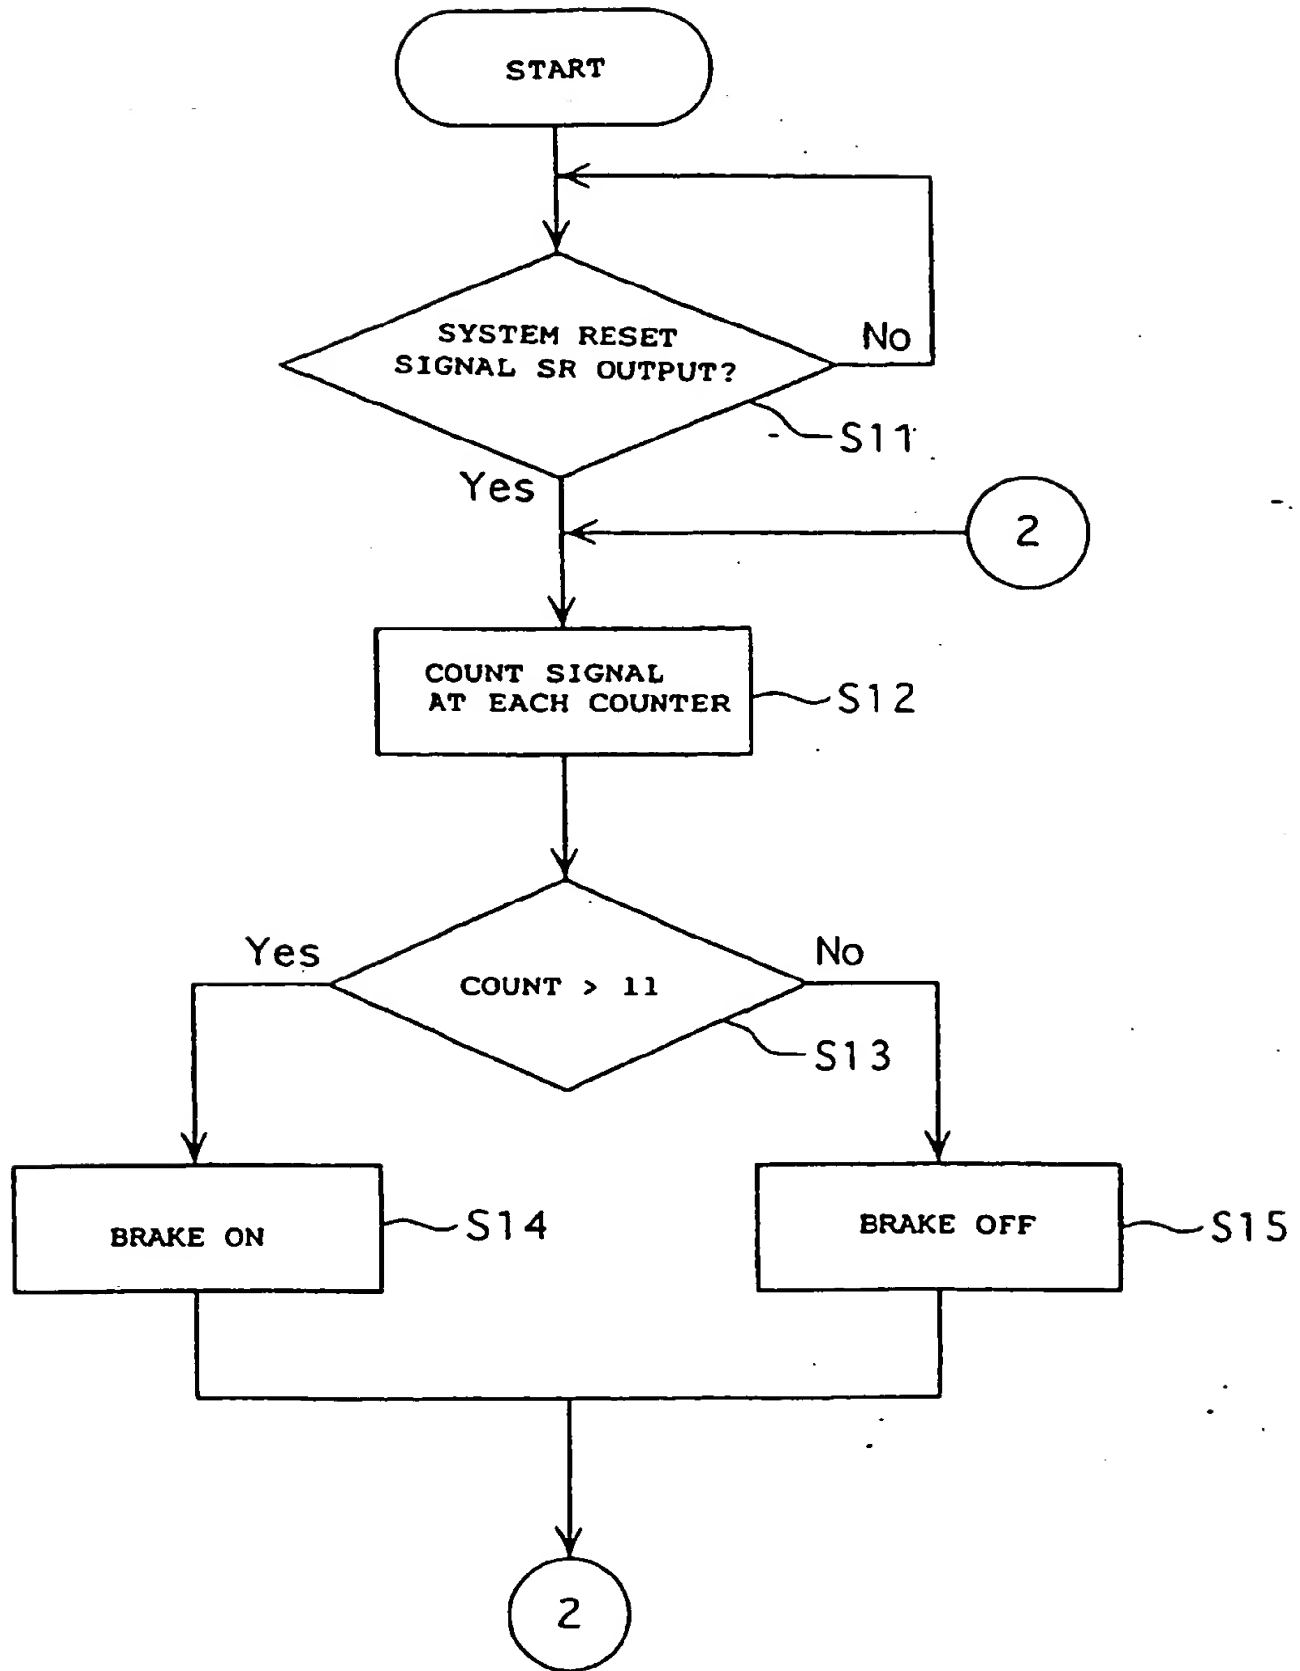 START
SYSTEM RESET
SIGNAL SR OUTPUT?
No
S11
Yes
2
COUNT SIGNAL
AT EACH COUNTER
S12
Yes
No
COUNT > 11
S13
BRAKE ON
S14
BRAKE OFF
S15
2